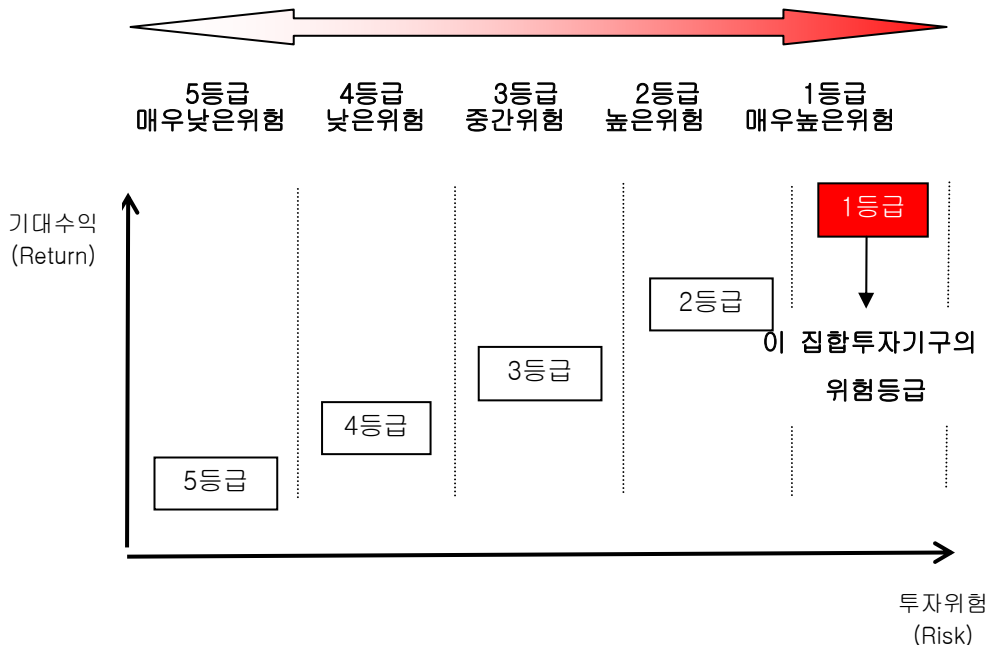 5등급 4등급 3등급 2등급 1등급
매우낮은위험 낮은위험 중간위험 높은위험 매우높은위험
기대수익
(Return)
1등급
2등급
이 집합투자기구의
위험등급
3등급
4등급
5등급
투자위험
(Risk)